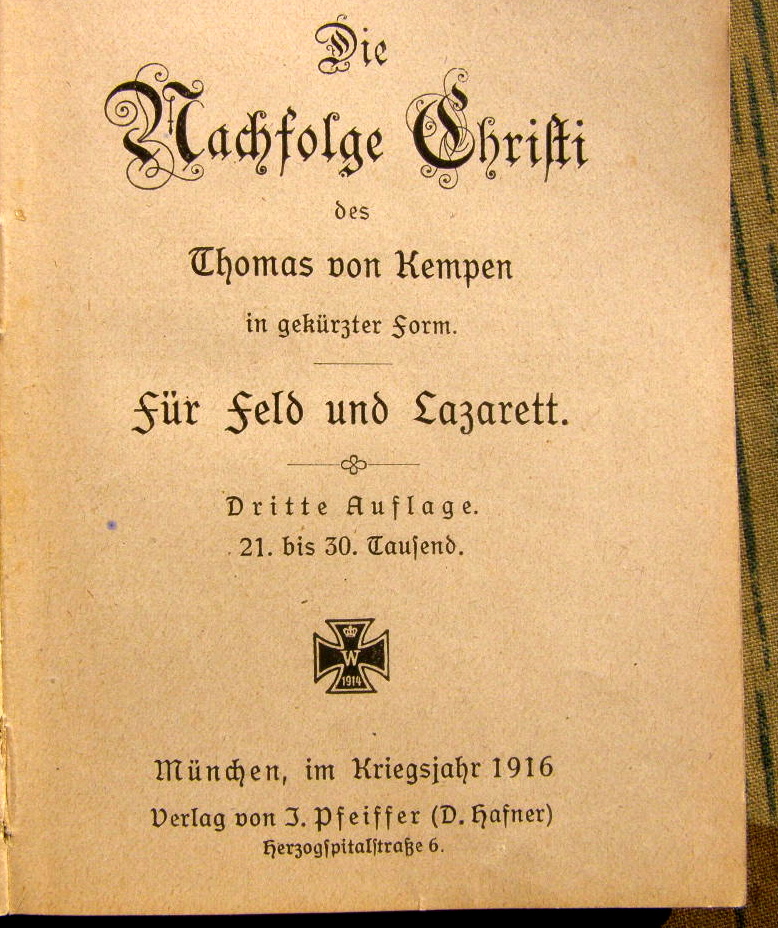 Die
Nachfolge Christi
des
Thomas von Kempen
in gekürzter Form.
Für Feld und Lazarett.
Dritte Auflage.
21. bis 30. Tauſend.
W
1914
München, im Kriegsjahr 1916
Verlag von J. Pfeiffer (D. Hafner)
Herzogſpitalſtraße 6.